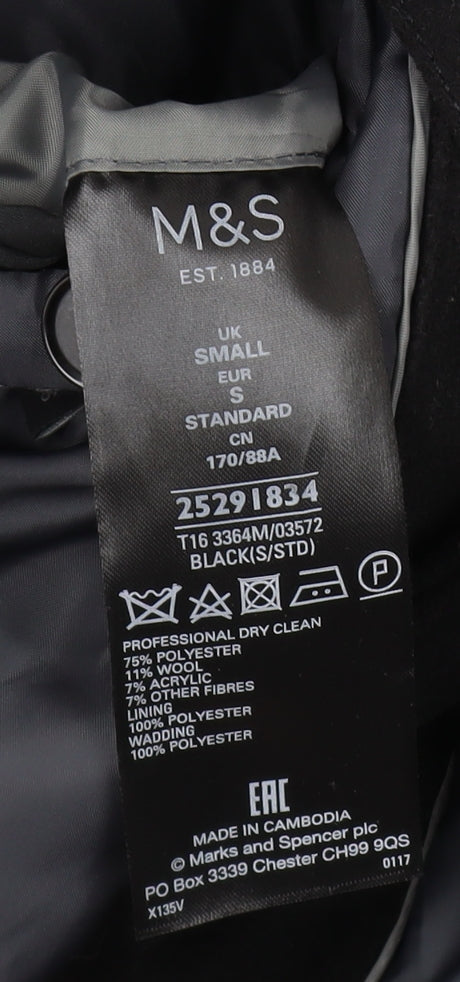 M&S
EST. 1884
UK
SMALL
EUR
S
STANDARD
CN
170/88A
25291834
T16 3364M/03572
BLACK(S/STD)
P
PROFESSIONAL DRY CLEAN
75% POLYESTER
11% WOOL
7% ACRYLIC
7% OTHER FIBRES
LINING
100% POLYESTER
WADDING
100% POLYESTER
EAC
MADE IN CAMBODIA
© Marks and Spencer plc
PO Box 3339 Chester CH99 9QS
X135V 0117